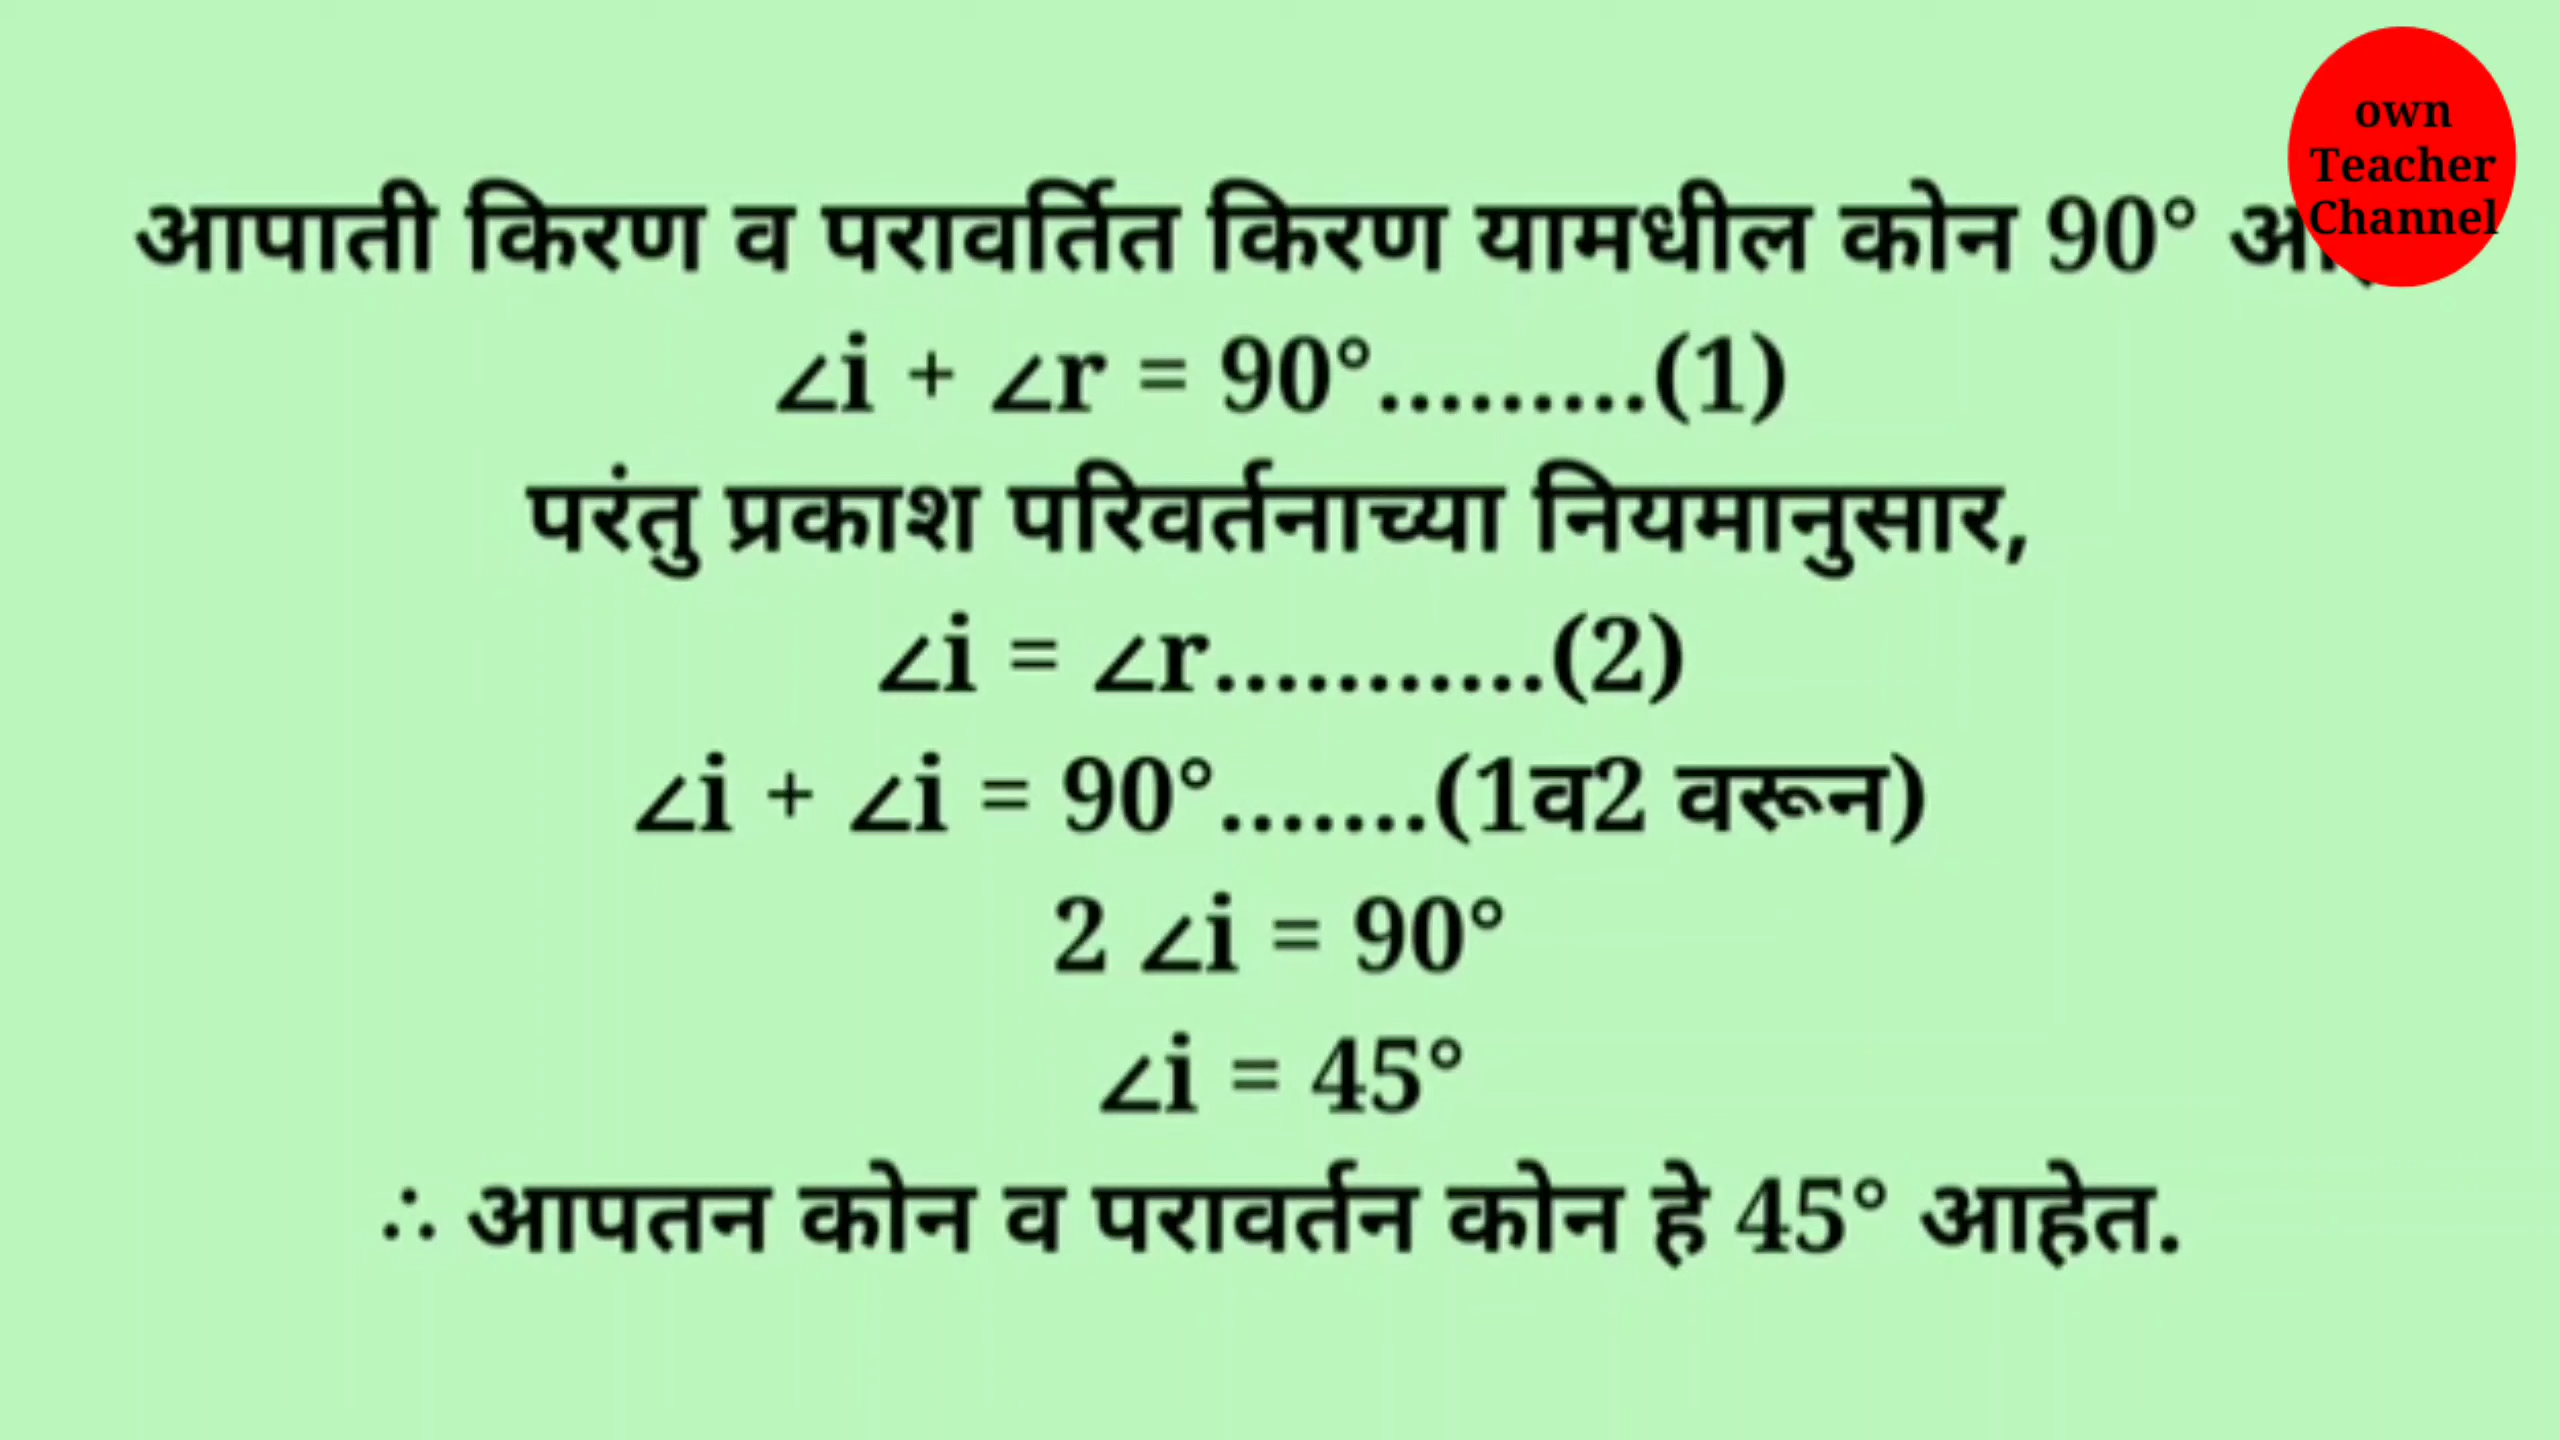 आपाती किरण व परावर्तित किरण यामधील कोन 90°
∠i + ∠r = 90°.........(1)
परंतु प्रकाश परिवर्तनाच्या नियमानुसार,
∠i = ∠r...........(2)
∠i + ∠i = 90°.......(1व2 वरून)
2 ∠i = 90°
∠i = 45°
∴ आपतन कोन व परावर्तन कोन हे 45° आहेत.
own
Teacher
Channel